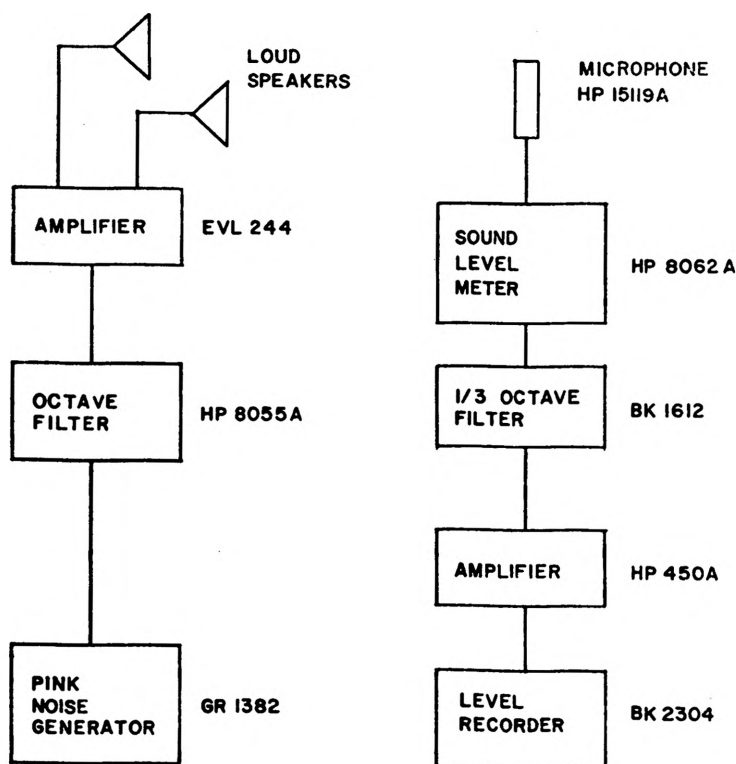 LOUD
SPEAKERS
AMPLIFIER
EVL 244
OCTAVE
FILTER
HP 8055A
PINK
NOISE
GENERATOR
GR 1382
MICROPHONE
HP 15119A
SOUND
LEVEL
METER
HP 8062A
1/3 OCTAVE
FILTER
BK 1612
AMPLIFIER
HP 450A
LEVEL
RECORDER
BK 2304